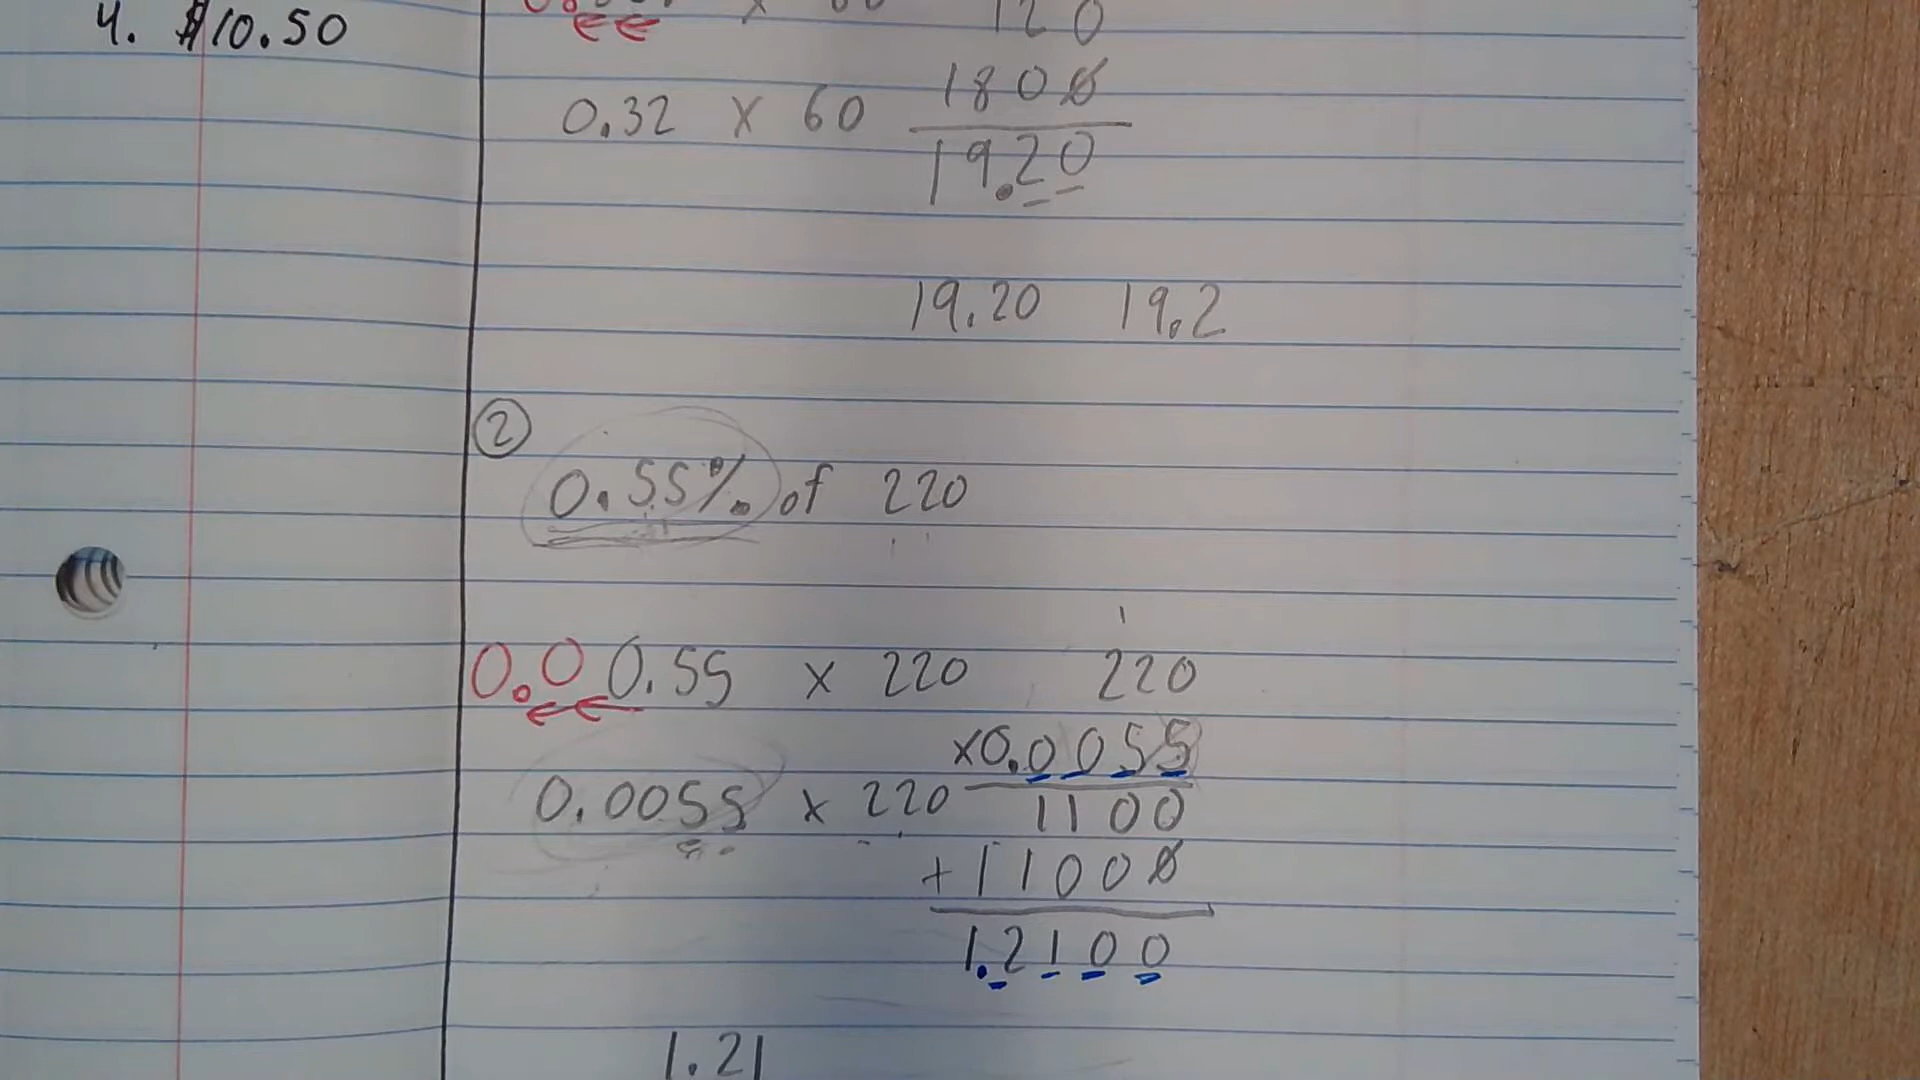 4. $10.50
x 60 120
0.32 x 60 1800
19.20
19.20 19.2
②
0.55% of 220
0.0 0.55 x 220 220
x0.0055
0.0055 x 220 1100
+11000
1.2100
1.21